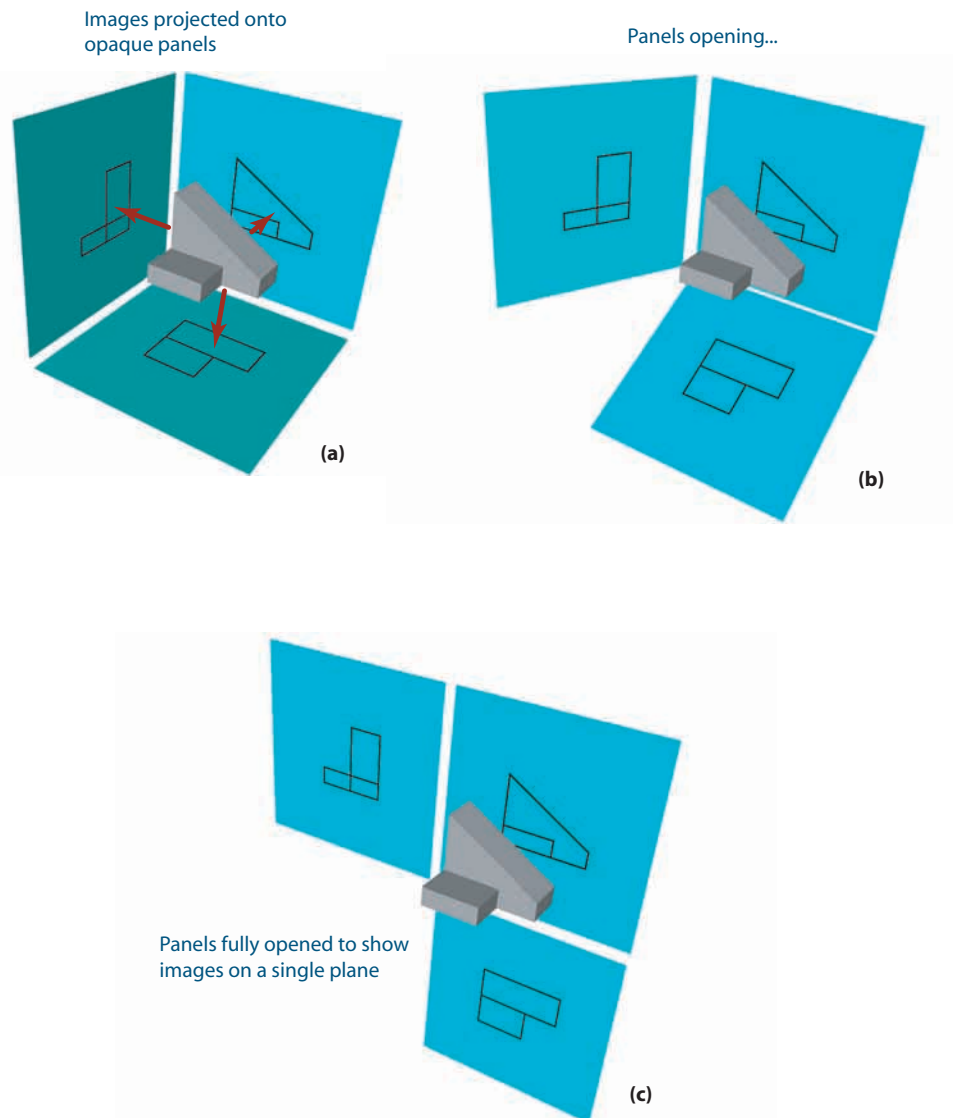 Images projected onto
opaque panels
Panels opening...
(a)
(b)
Panels fully opened to show
images on a single plane
(c)